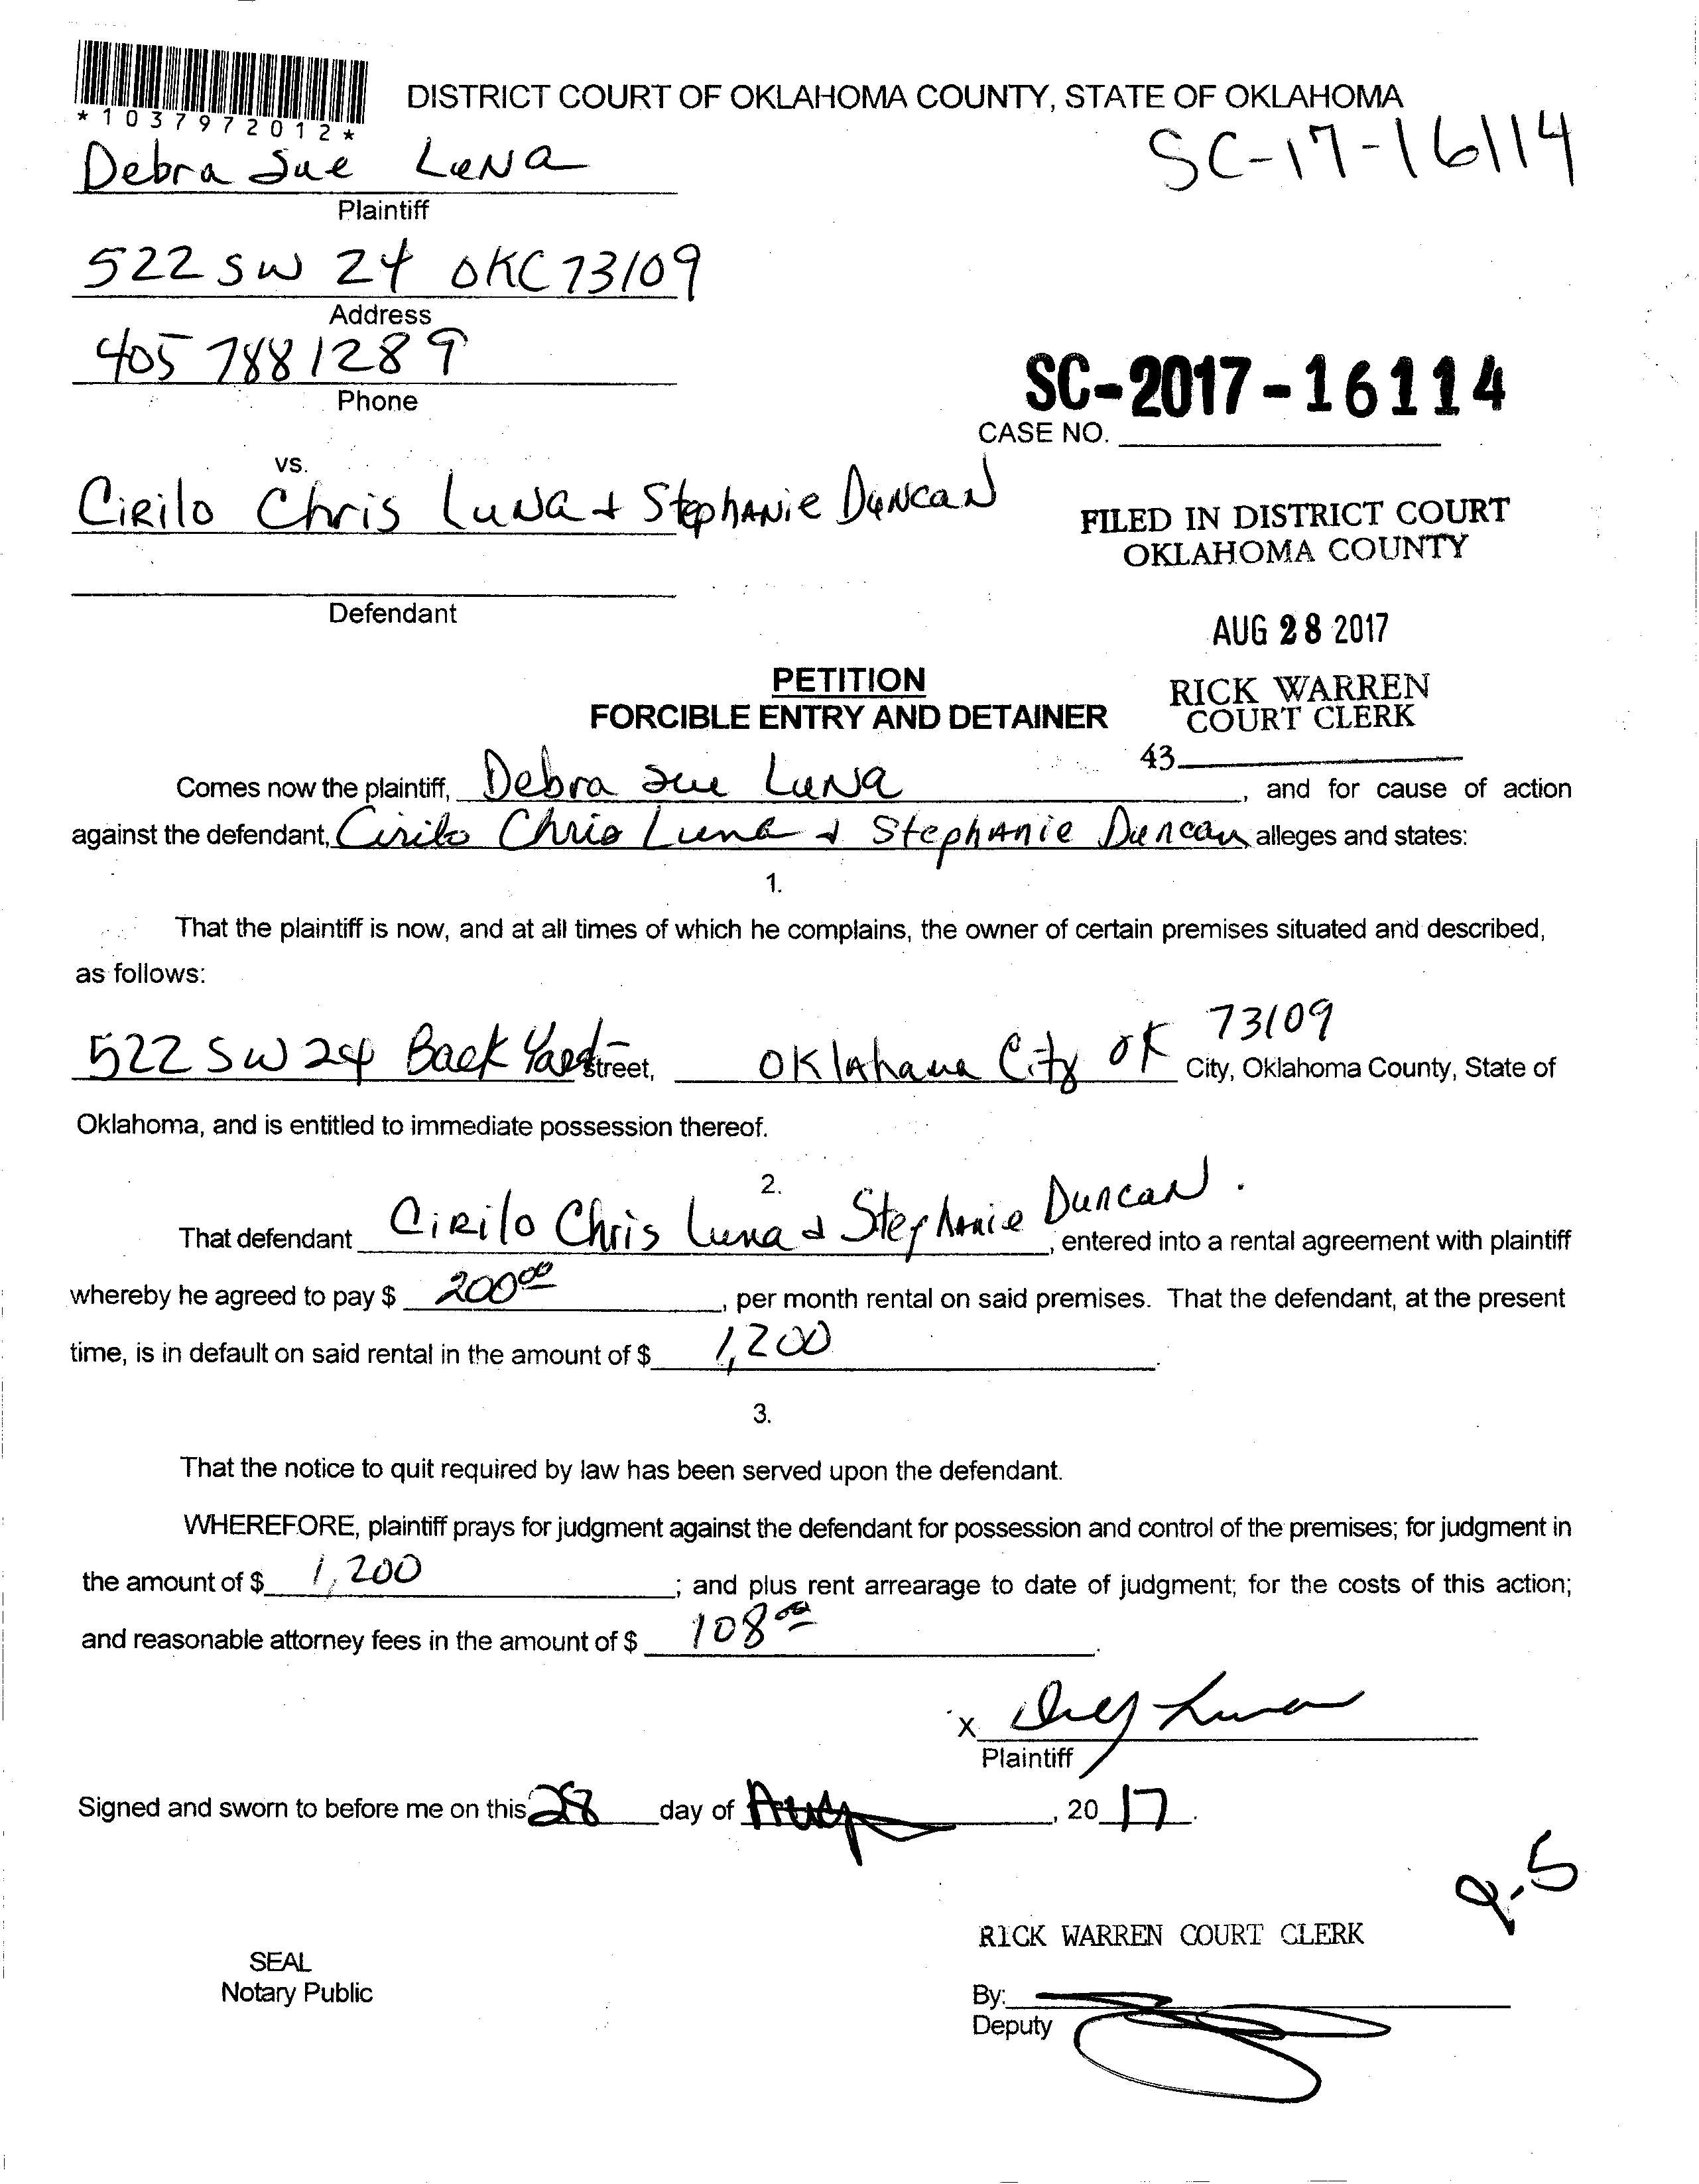 *1037972012*
DISTRICT COURT OF OKLAHOMA COUNTY, STATE OF OKLAHOMA
SC-17-16114
Debra Sue Luna
Plaintiff
522 SW 24 OKC 73109
Address
405 7881289
Phone
SC-2017-16114
CASE NO.
vs.
Cirilo Chris Luna + Stephanie Duncan
FILED IN DISTRICT COURT
OKLAHOMA COUNTY
Defendant
AUG 28 2017
PETITION
RICK WARREN
FORCIBLE ENTRY AND DETAINER
COURT CLERK
43
Comes now the plaintiff, Debra Sue Luna, and for cause of action
against the defendant, Cirilo Chris Luna + Stephanie Duncan alleges and states:
1.
That the plaintiff is now, and at all times of which he complains, the owner of certain premises situated and described,
as follows:
522 SW 24 Back Yard Street, Oklahoma City OK 73109 City, Oklahoma County, State of
Oklahoma, and is entitled to immediate possession thereof.
2.
That defendant Cirilo Chris Luna + Stephanie Duncan, entered into a rental agreement with plaintiff
whereby he agreed to pay $ 200.00, per month rental on said premises. That the defendant, at the present
time, is in default on said rental in the amount of $ 1,200.
3.
That the notice to quit required by law has been served upon the defendant.
WHEREFORE, plaintiff prays for judgment against the defendant for possession and control of the premises; for judgment in
the amount of $ 1,200; and plus rent arrearage to date of judgment; for the costs of this action;
and reasonable attorney fees in the amount of $ 108.00.
X
Plaintiff
Signed and sworn to before me on this 28 day of Aug, 2017.
RICK WARREN COURT CLERK
SEAL
Notary Public
By:
Deputy